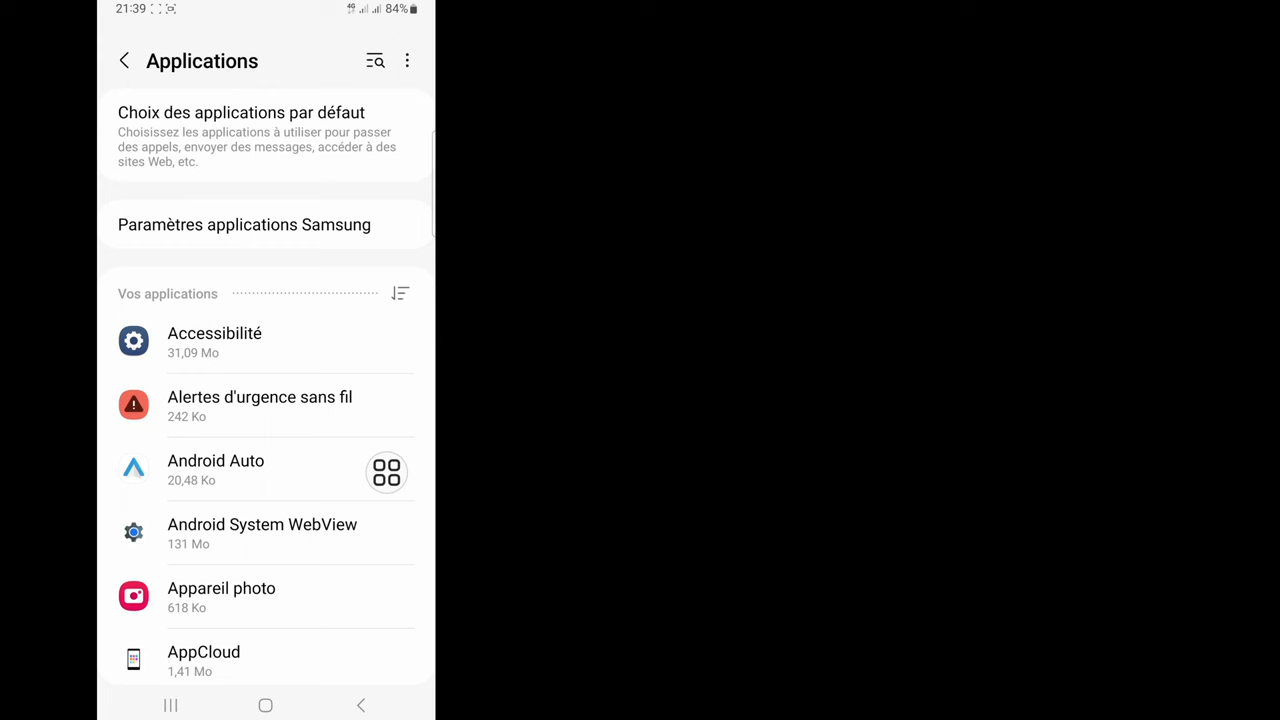 21:39
4G 84%
Applications
Choix des applications par défaut
Choisissez les applications à utiliser pour passer
des appels, envoyer des messages, accéder à des
sites Web, etc.
Paramètres applications Samsung
Vos applications
Accessibilité
31,09 Mo
Alertes d'urgence sans fil
242 Ko
Android Auto
20,48 Ko
Android System WebView
131 Mo
Appareil photo
618 Ko
AppCloud
1,41 Mo